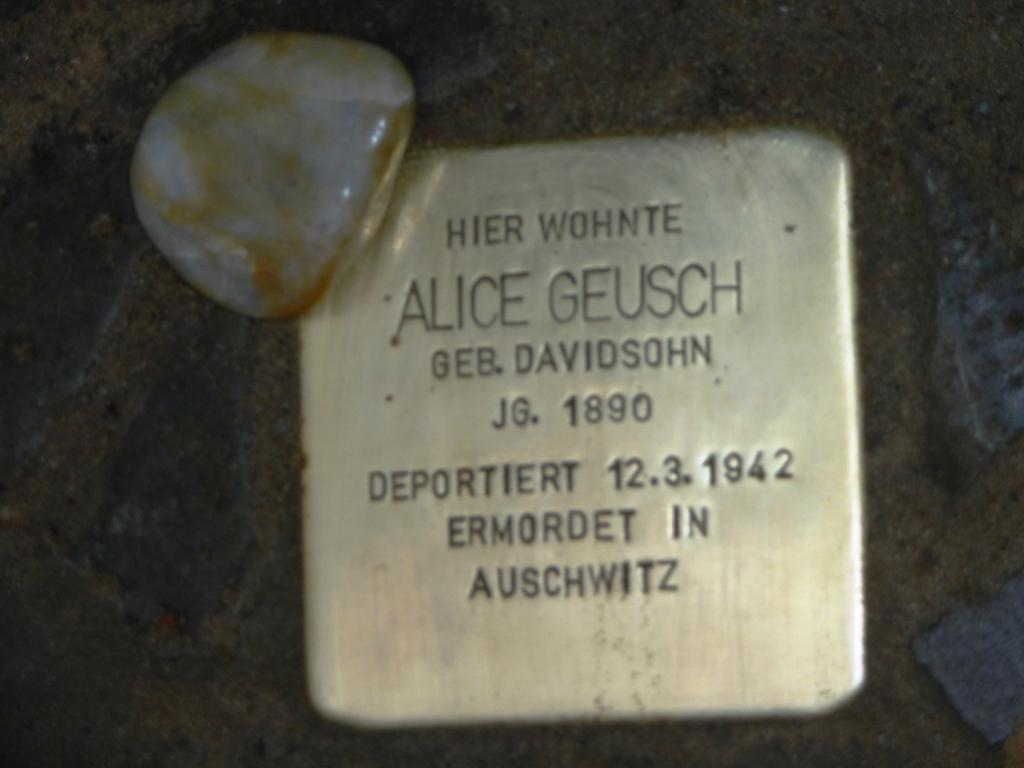 HIER WOHNTE
ALICE GEUSCH
GEB. DAVIDSOHN
JG. 1890
DEPORTIERT 12.3.1942
ERMORDET IN
AUSCHWITZ